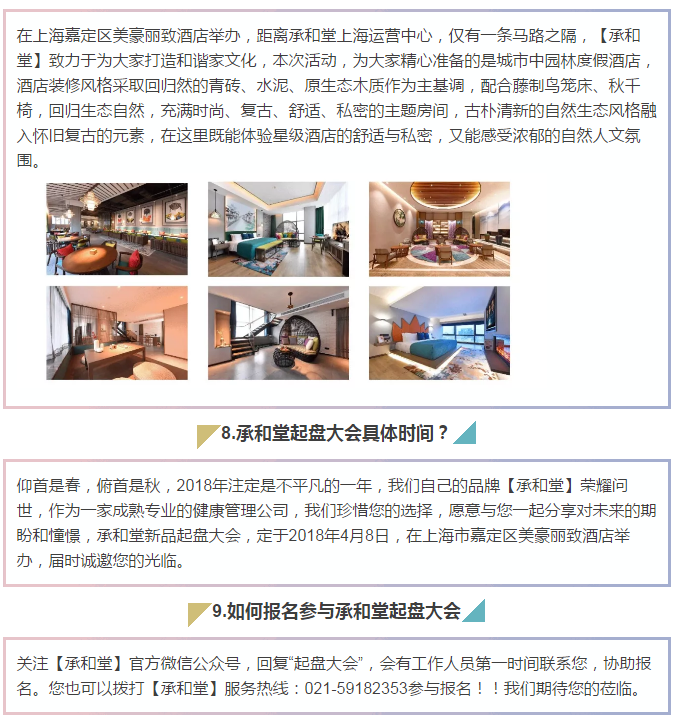 在上海嘉定区美豪丽致酒店举办，距离承和堂上海运营中心，仅有一条马路之隔，【承和
堂】致力于为大家打造和谐家文化，本次活动，为大家精心准备的是城市中园林度假酒店，
酒店装修风格采取回归然的青砖、水泥、原生态木质作为主基调，配合藤制鸟笼床、秋千
椅，回归生态自然，充满时尚、复古、舒适、私密的主题房间，古朴清新的自然生态风格融
入怀旧复古的元素，在这里既能体验星级酒店的舒适与私密，又能感受浓郁的自然人文氛
围。
8.承和堂起盘大会具体时间？
仰首是春，俯首是秋，2018年注定是不平凡的一年，我们自己的品牌【承和堂】荣耀问
世，作为一家成熟专业的健康管理公司，我们珍惜您的选择，愿意与您一起分享对未来的期
盼和憧憬，承和堂新品起盘大会，定于2018年4月8日，在上海市嘉定区美豪丽致酒店举
办，届时诚邀您的光临。
9.如何报名参与承和堂起盘大会
关注【承和堂】官方微信公众号，回复“起盘大会”，会有工作人员第一时间联系您，协助报
名。您也可以拨打【承和堂】服务热线：021-59182353参与报名！！我们期待您的莅临。